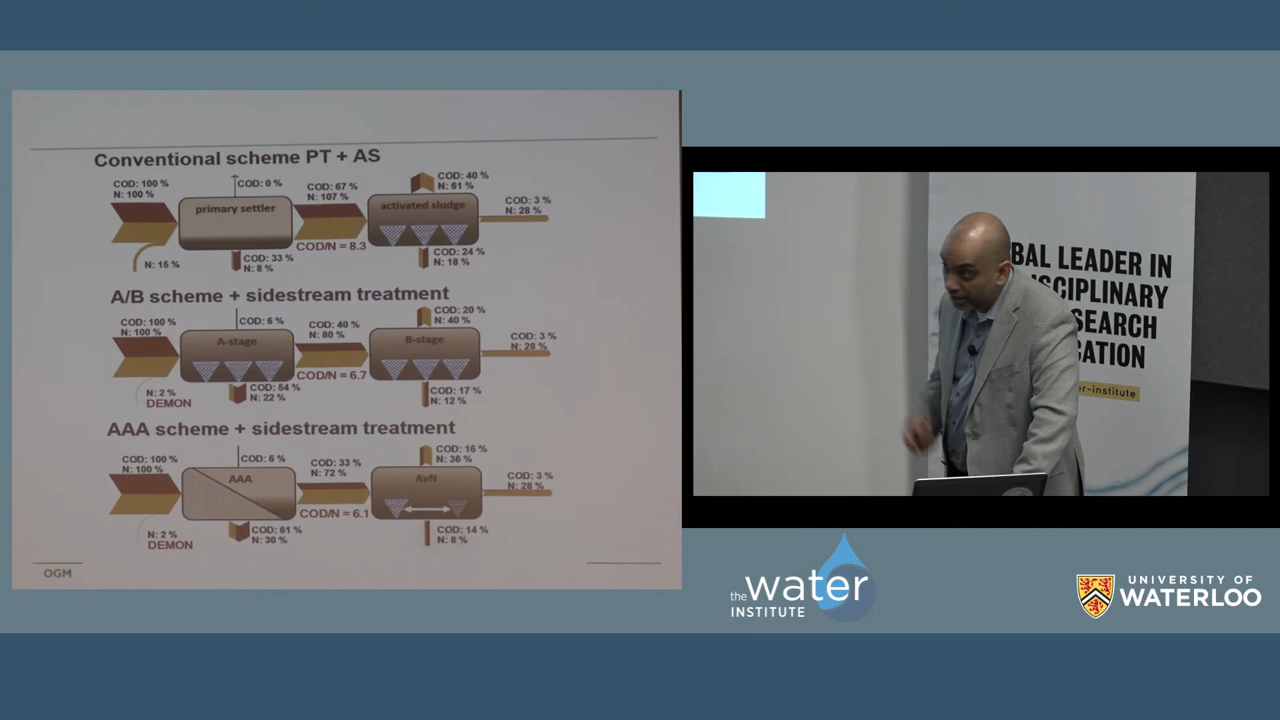 Conventional scheme PT + AS
COD: 100 %
N: 100 %
COD: 0 %
COD: 67 %
N: 107 %
COD: 40 %
N: 61 %
COD: 3 %
N: 28 %
primary settler
activated sludge
COD/N = 8.3
N: 15 %
COD: 33 %
N: 8 %
COD: 24 %
N: 18 %
A/B scheme + sidestream treatment
COD: 100 %
N: 100 %
COD: 6 %
COD: 40 %
N: 80 %
COD: 20 %
N: 40 %
COD: 3 %
N: 28 %
A-stage
B-stage
COD/N = 6.7
N: 2 %
DEMON
COD: 54 %
N: 22 %
COD: 17 %
N: 12 %
AAA scheme + sidestream treatment
COD: 100 %
N: 100 %
COD: 6 %
COD: 33 %
N: 72 %
COD: 16 %
N: 36 %
COD: 3 %
N: 28 %
AAA
AvN
COD/N = 6.1
N: 2 %
DEMON
COD: 61 %
N: 30 %
COD: 14 %
N: 8 %
OGM
BAL LEADER IN
SCIPLINARY
SEARCH
CATION
er-institute
the water
INSTITUTE
UNIVERSITY OF
WATERLOO